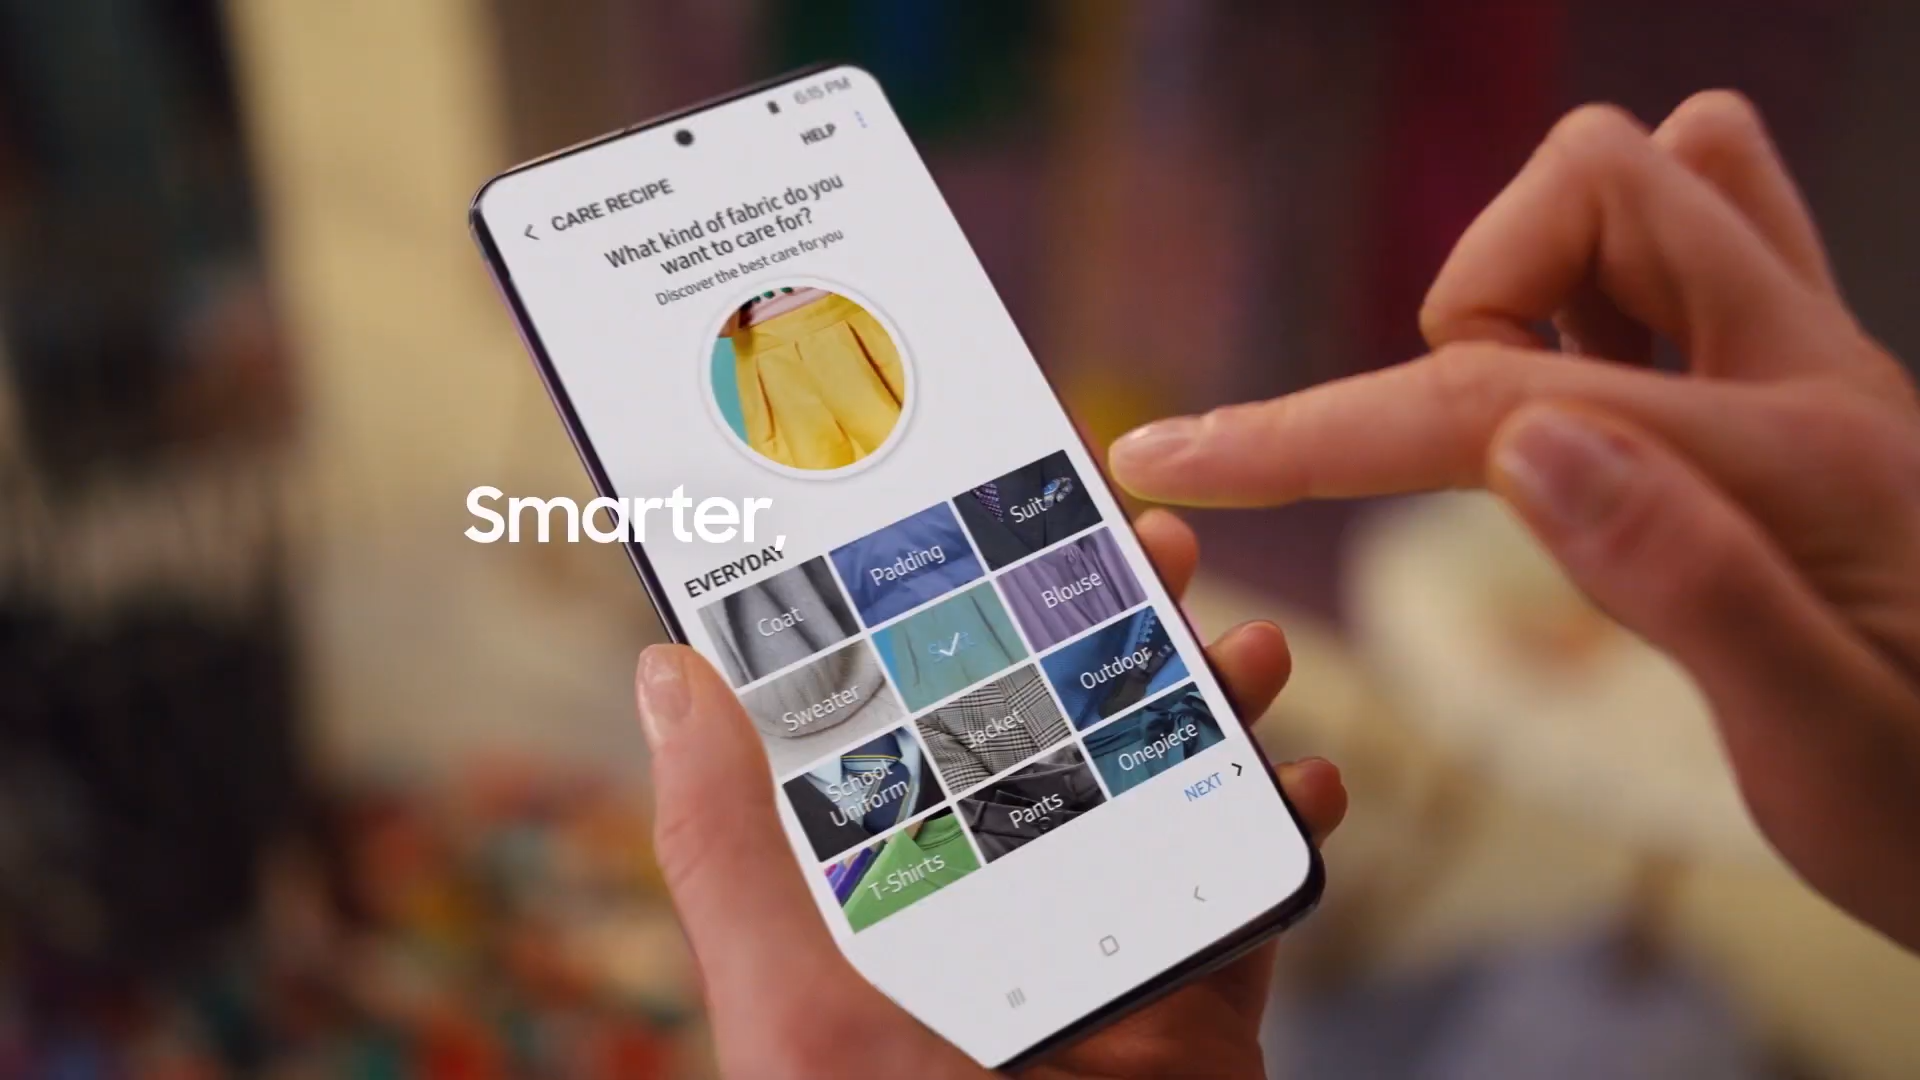 6:15 PM
HELP
CARE RECIPE
What kind of fabric do you
want to care for?
Discover the best care for you
Smarter,
EVERYDAY
Coat
Padding
Suit
Sweater
Blouse
School
Uniform
Jacket
Outdoor
T-Shirts
Pants
Onepiece
NEXT